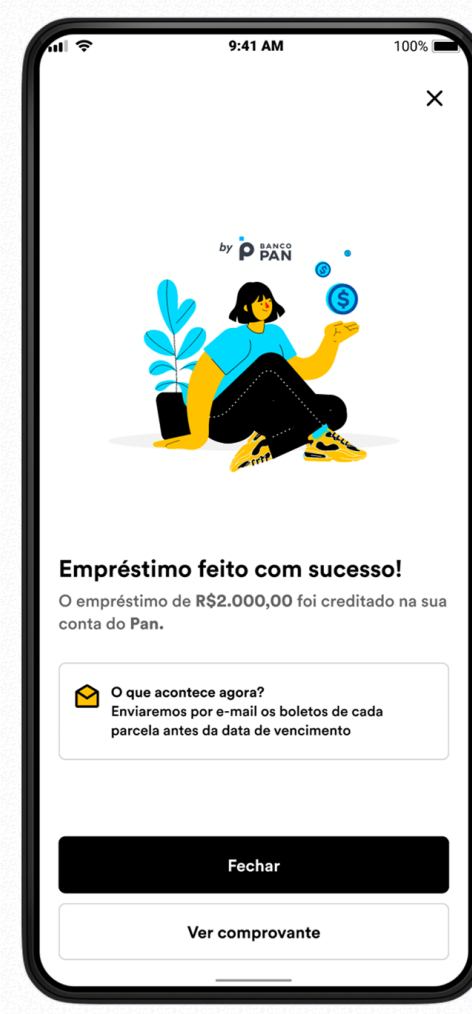 9:41 AM
100%
by BANCO
PAN
Empréstimo feito com sucesso!
O empréstimo de R$2.000,00 foi creditado na sua
conta do Pan.
O que acontece agora?
Enviaremos por e-mail os boletos de cada
parcela antes da data de vencimento
Fechar
Ver comprovante